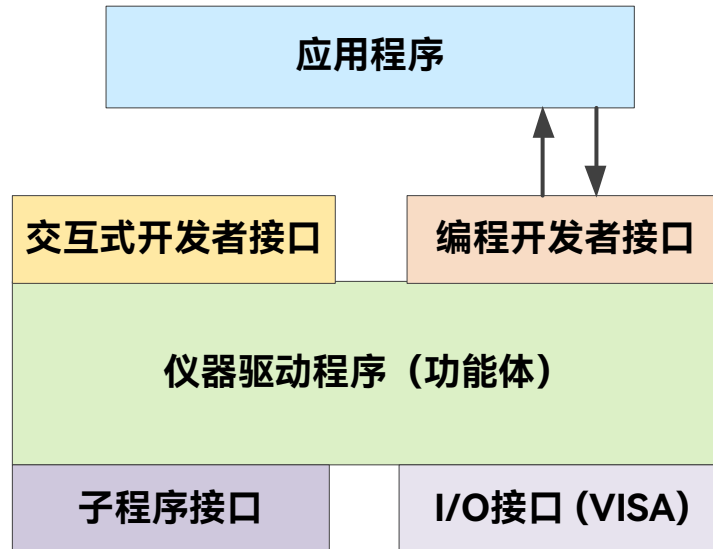 应用程序
交互式开发者接口
编程开发者接口
仪器驱动程序（功能体）
子程序接口
I/O接口 (VISA)